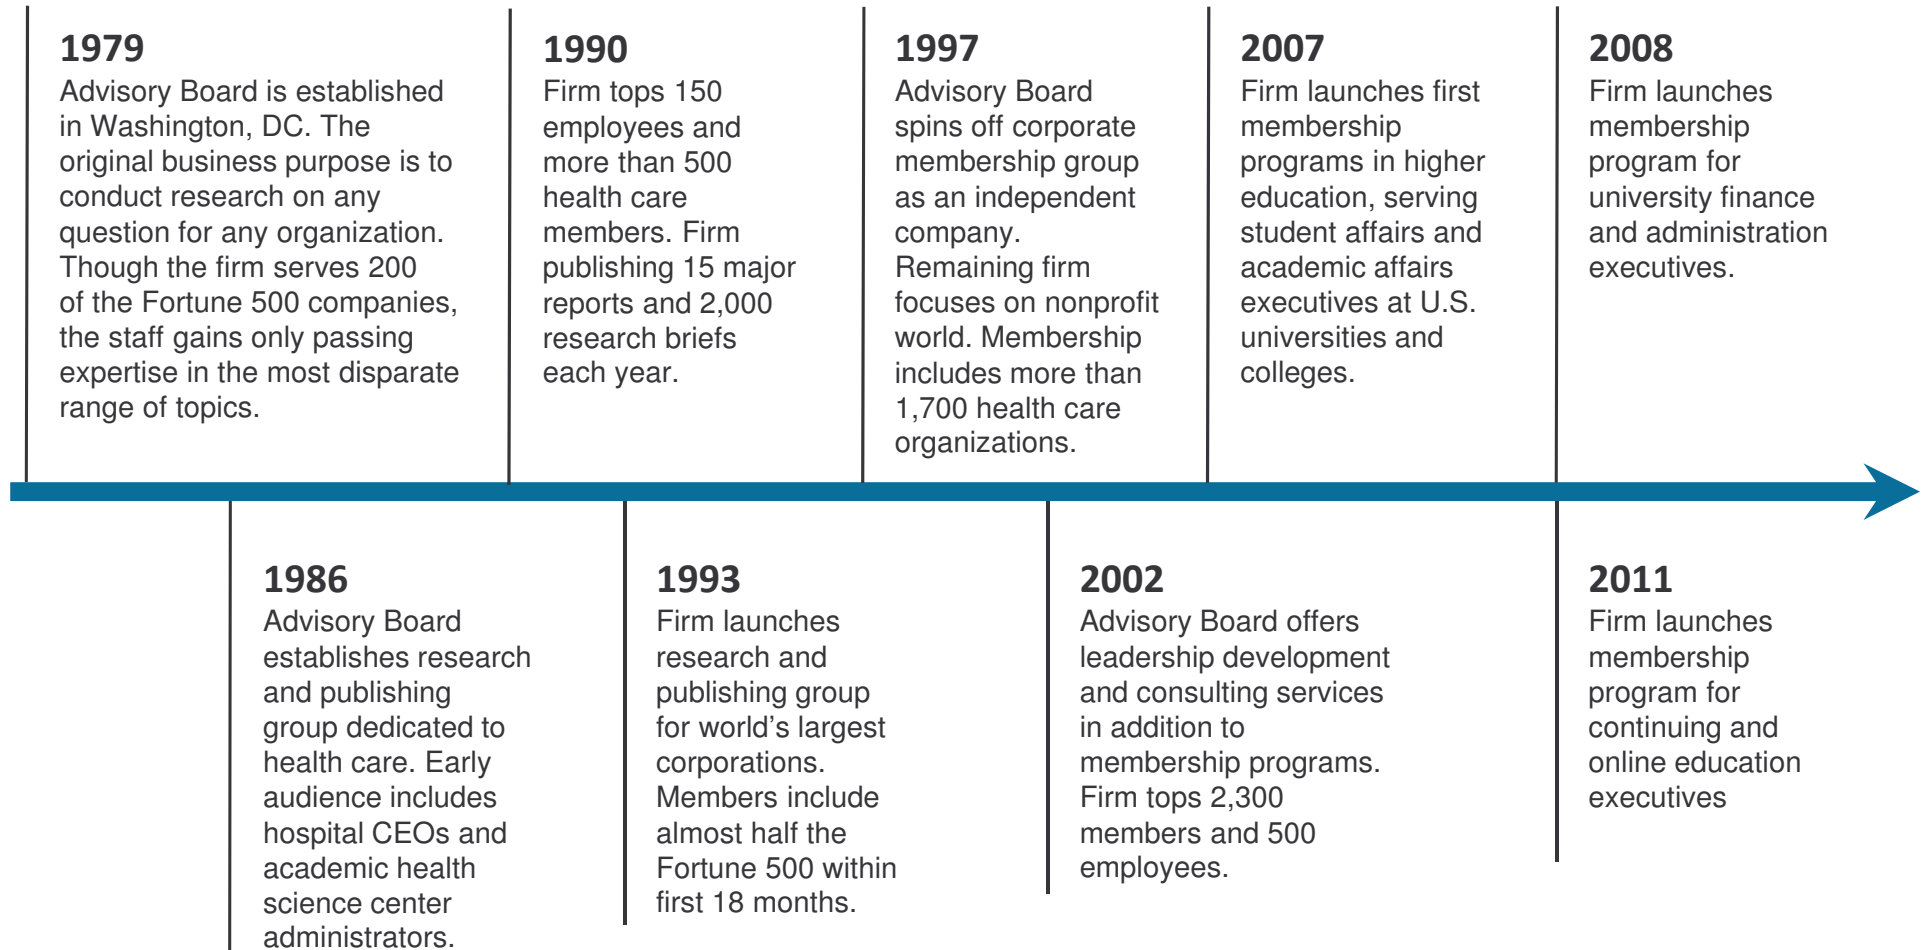 1979
Advisory Board is established
in Washington, DC. The
original business purpose is to
conduct research on any
question for any organization.
Though the firm serves 200
of the Fortune 500 companies,
the staff gains only passing
expertise in the most disparate
range of topics.
1990
Firm tops 150
employees and
more than 500
health care
members. Firm
publishing 15 major
reports and 2,000
research briefs
each year.
1997
Advisory Board
spins off corporate
membership group
as an independent
company.
Remaining firm
focuses on nonprofit
world. Membership
includes more than
1,700 health care
organizations.
2007
Firm launches first
membership
programs in higher
education, serving
student affairs and
academic affairs
executives at U.S.
universities and
colleges.
2008
Firm launches
membership
program for
university finance
and administration
executives.
1986
Advisory Board
establishes research
and publishing
group dedicated to
health care. Early
audience includes
hospital CEOs and
academic health
science center
administrators.
1993
Firm launches
research and
publishing group
for world's largest
corporations.
Members include
almost half the
Fortune 500 within
first 18 months.
2002
Advisory Board offers
leadership development
and consulting services
in addition to
membership programs.
Firm tops 2,300
members and 500
employees.
2011
Firm launches
membership
program for
continuing and
online education
executives